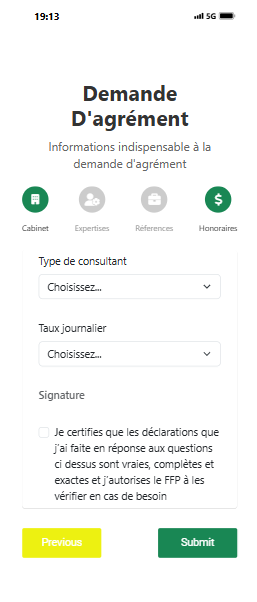 19:13
5G
Demande
D'agrément
Informations indispensable à la
demande d'agrément
Cabinet Expertises Réferences Honoraires
Type de consultant
Choisissez...
Taux journalier
Choisissez...
Signature
Je certifies que les déclarations que
j'ai faite en réponse aux questions
ci dessus sont vraies, complètes et
exactes et j'autorises le FFP à les
vérifier en cas de besoin
Previous Submit